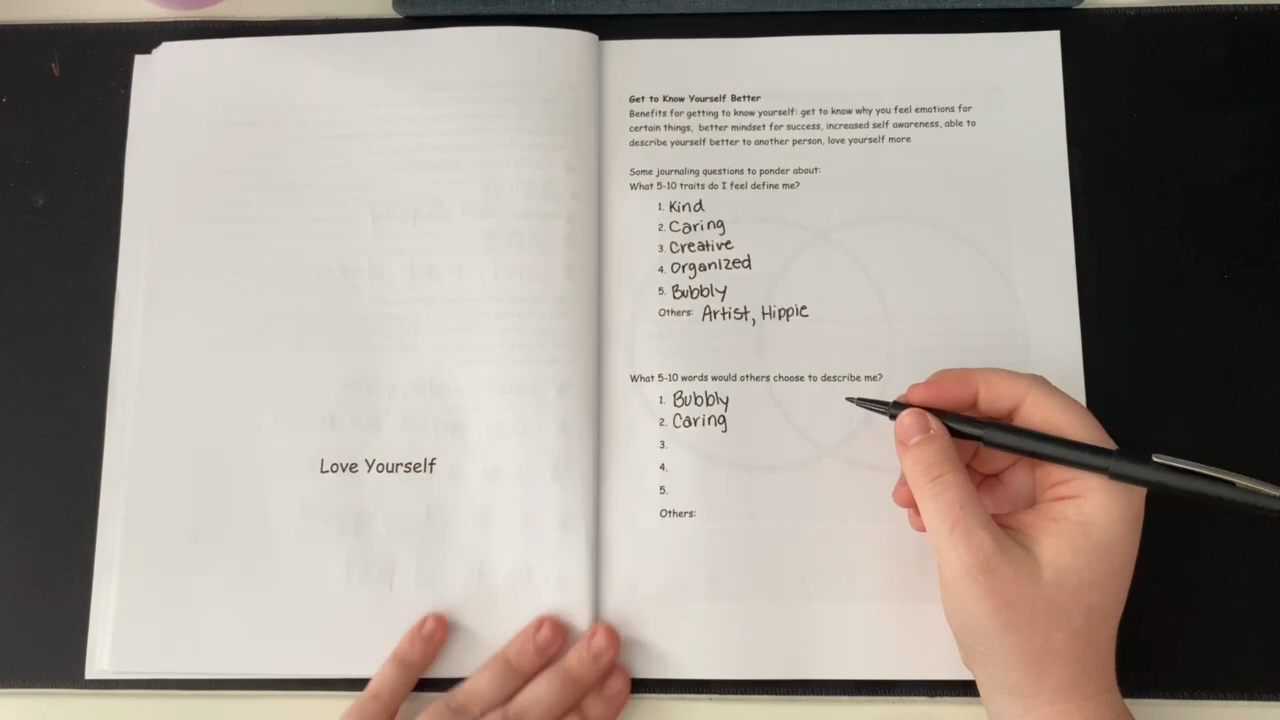 Love Yourself
Get to Know Yourself Better
Benefits for getting to know yourself: get to know why you feel emotions for
certain things, better mindset for success, increased self awareness, able to
describe yourself better to another person, love yourself more
Some journaling questions to ponder about:
What 5-10 traits do I feel define me?
1. Kind
2. Caring
3. Creative
4. Organized
5. Bubbly
Others: Artist, Hippie
What 5-10 words would others choose to describe me?
1. Bubbly
2. Caring
3.
4.
5.
Others: